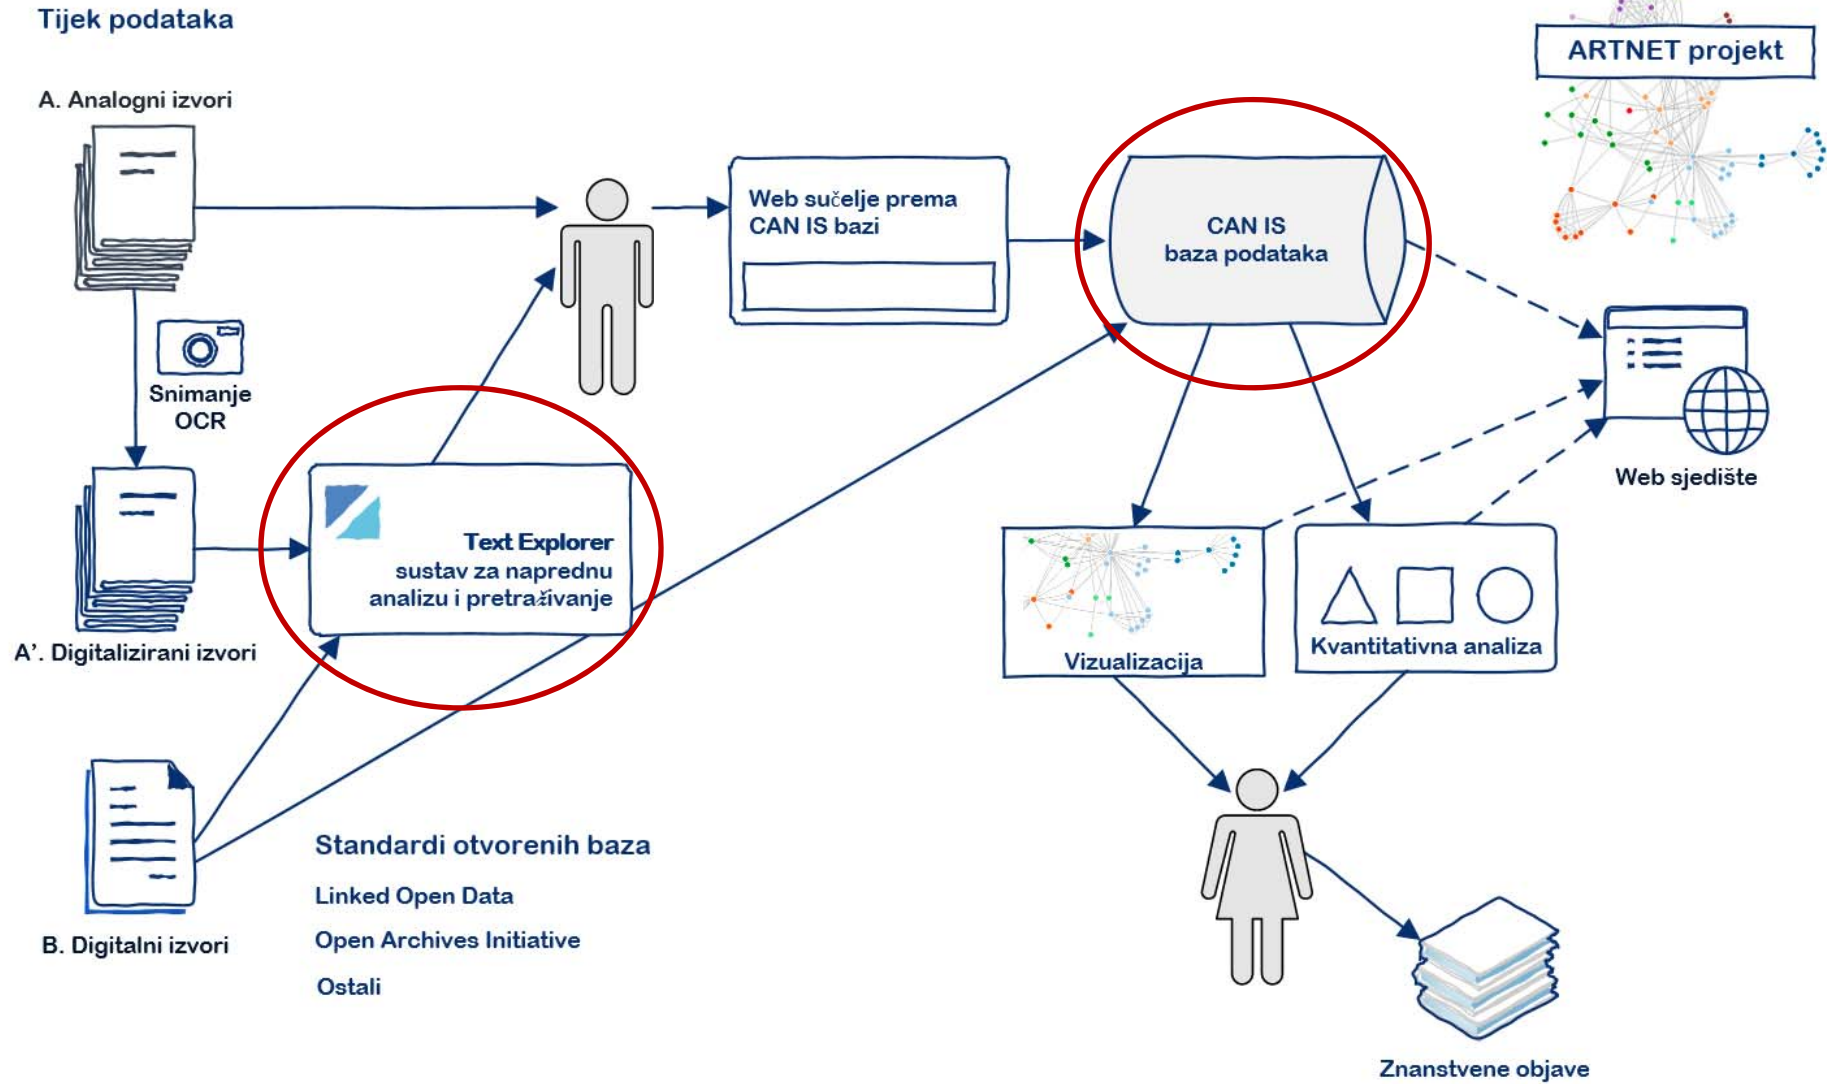 Tijek podataka
ARTNET projekt
A. Analogni izvori
Web sučelje prema
CAN IS bazi
CAN IS
baza podataka
Snimanje
OCR
Web sjedište
Text Explorer
sustav za naprednu
analizu i pretraživanje
A’. Digitalizirani izvori
Vizualizacija
Kvantitativna analiza
Standardi otvorenih baza
Linked Open Data
Open Archives Initiative
Ostali
B. Digitalni izvori
Znanstvene objave